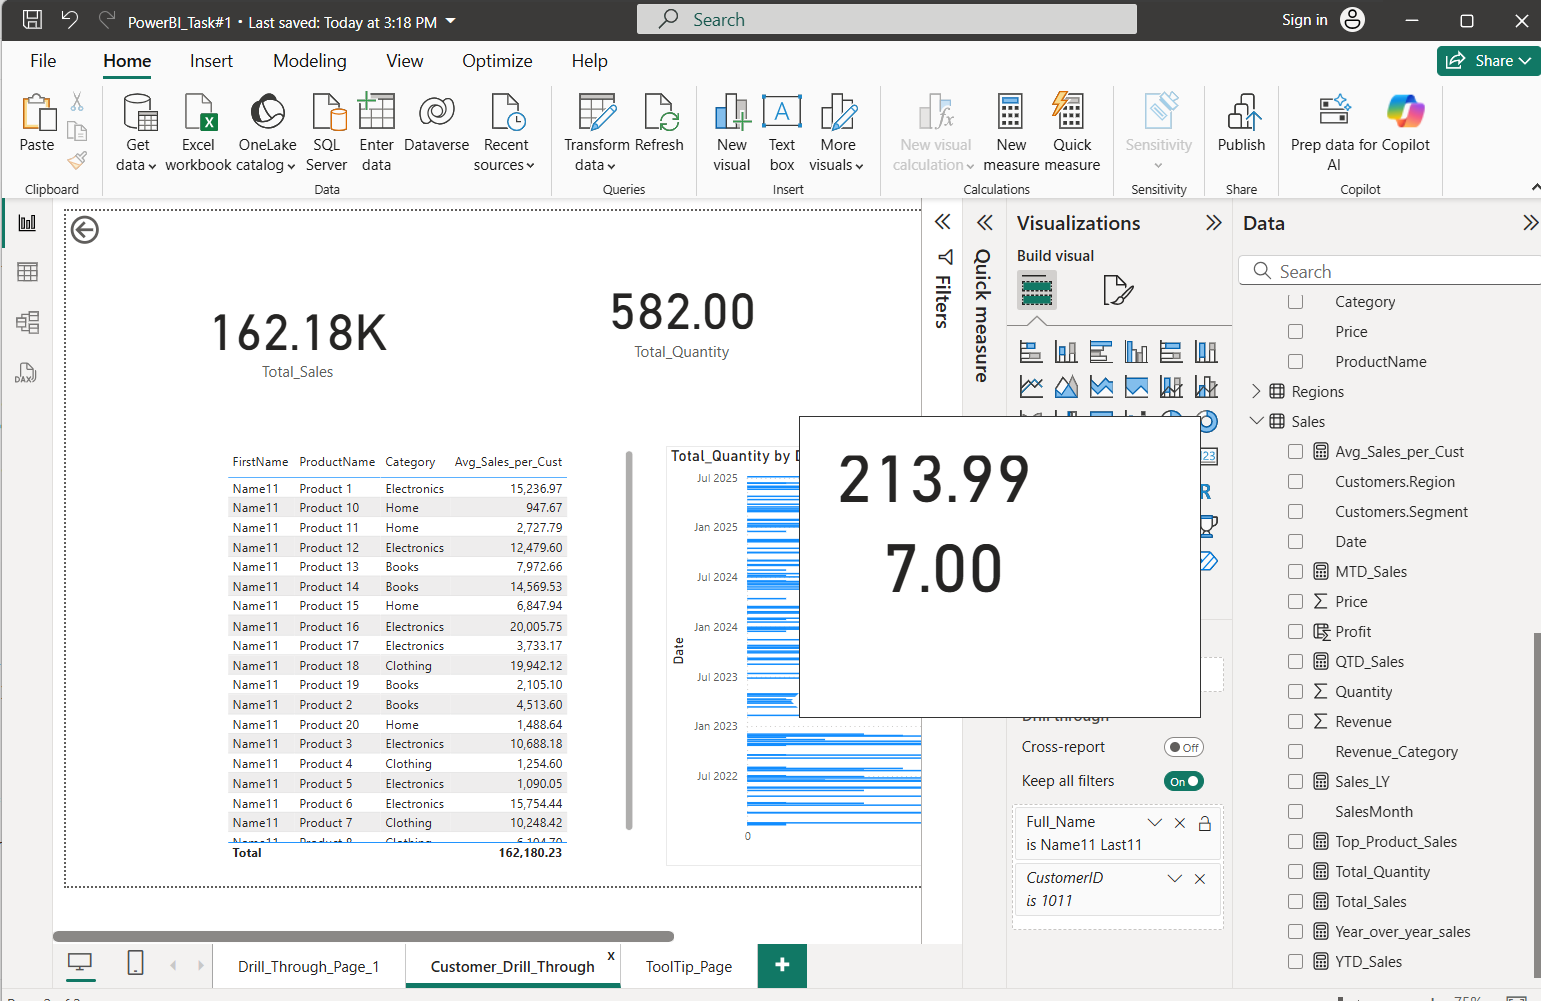 PowerBI_Task#1 • Last saved: Today at 3:18 PM
Search
Sign in
File
Home
Insert
Modeling
View
Optimize
Help
Share
Paste
Get data
Excel workbook
OneLake catalog
SQL Server
Enter data
Dataverse
Recent sources
Transform data
Refresh
New visual
Text box
A
More visuals
New visual calculation
fx
New measure
Quick measure
Sensitivity
Publish
Prep data for AI
Copilot
Clipboard
Data
Queries
Insert
Calculations
Sensitivity
Share
Copilot
DAX
162.18K
Total_Sales
582.00
Total_Quantity
FirstName ProductName Category Avg_Sales_per_Cust
Name11 Product 1 Electronics 15,236.97
Name11 Product 10 Home 947.67
Name11 Product 11 Home 2,727.79
Name11 Product 12 Electronics 12,479.60
Name11 Product 13 Books 7,972.66
Name11 Product 14 Books 14,569.53
Name11 Product 15 Home 6,847.94
Name11 Product 16 Electronics 20,005.75
Name11 Product 17 Electronics 3,733.17
Name11 Product 18 Clothing 19,942.12
Name11 Product 19 Books 2,105.10
Name11 Product 2 Books 4,513.60
Name11 Product 20 Home 1,488.64
Name11 Product 3 Electronics 10,688.18
Name11 Product 4 Clothing 1,254.60
Name11 Product 5 Electronics 1,090.05
Name11 Product 6 Electronics 15,754.44
Name11 Product 7 Clothing 10,248.42
Total 162,180.23
Total_Quantity by
Jul 2025
Jan 2025
Jul 2024
Jan 2024
Jul 2023
Jan 2023
Jul 2022
Date
0
213.99
7.00
Filters
Quick measure
Visualizations
Build visual
123
R
Drill through
Cross-report
Off
Keep all filters
On
Full_Name
is Name11 Last11
CustomerID
is 1011
Data
Search
Category
Price
ProductName
Regions
Sales
Avg_Sales_per_Cust
Customers.Region
Customers.Segment
Date
MTD_Sales
Price
Profit
QTD_Sales
Quantity
Revenue
Revenue_Category
Sales_LY
SalesMonth
Top_Product_Sales
Total_Quantity
Total_Sales
Year_over_year_sales
YTD_Sales
Drill_Through_Page_1
Customer_Drill_Through
x
ToolTip_Page
+